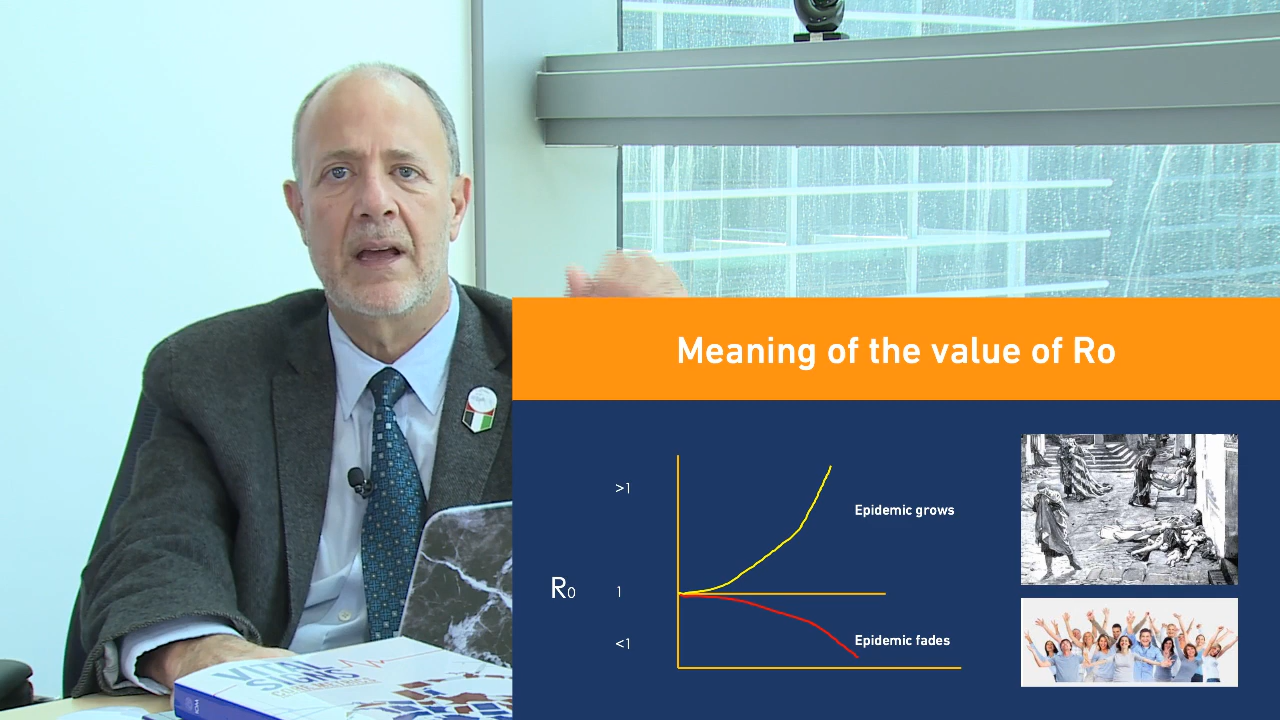 Meaning of the value of Ro
>1
Epidemic grows
R0
1
<1
Epidemic fades
VITAL
SIGNS